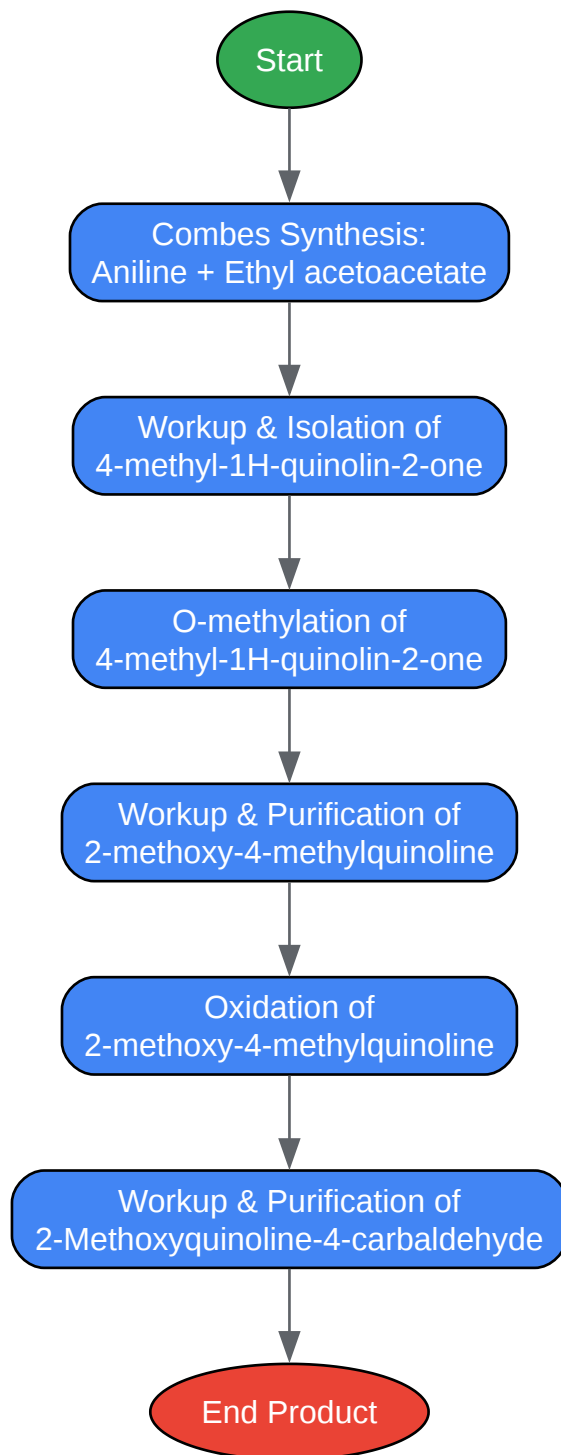 Start
Combes Synthesis:
Aniline + Ethyl acetoacetate
Workup & Isolation of
4-methyl-1H-quinolin-2-one
O-methylation of
4-methyl-1H-quinolin-2-one
Workup & Purification of
2-methoxy-4-methylquinoline
Oxidation of
2-methoxy-4-methylquinoline
Workup & Purification of
2-Methoxyquinoline-4-carbaldehyde
End Product